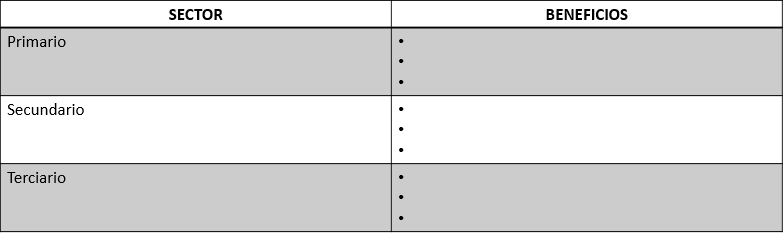 SECTOR BENEFICIOS
Primario •
•
•
Secundario •
•
•
Terciario •
•
•